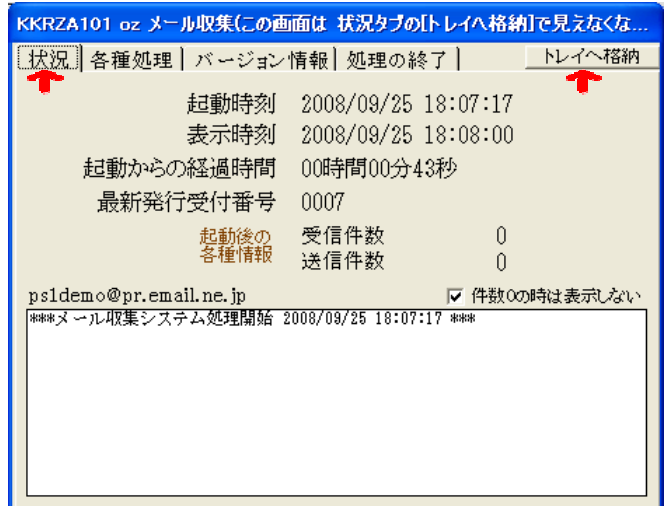 KKRZA101 oz メール収集(この画面は 状況タブの[トレイへ格納]で見えなくな...
状況 各種処理 バージョン情報 処理の終了 トレイへ格納
起動時刻 2008/09/25 18:07:17
表示時刻 2008/09/25 18:08:00
起動からの経過時間 00時間00分43秒
最新発行受付番号 0007
起動後の各種情報 受信件数 0
送信件数 0
ps1demo@pr.email.ne.jp 件数0の時は表示しない
***メール収集システム処理開始 2008/09/25 18:07:17 ***